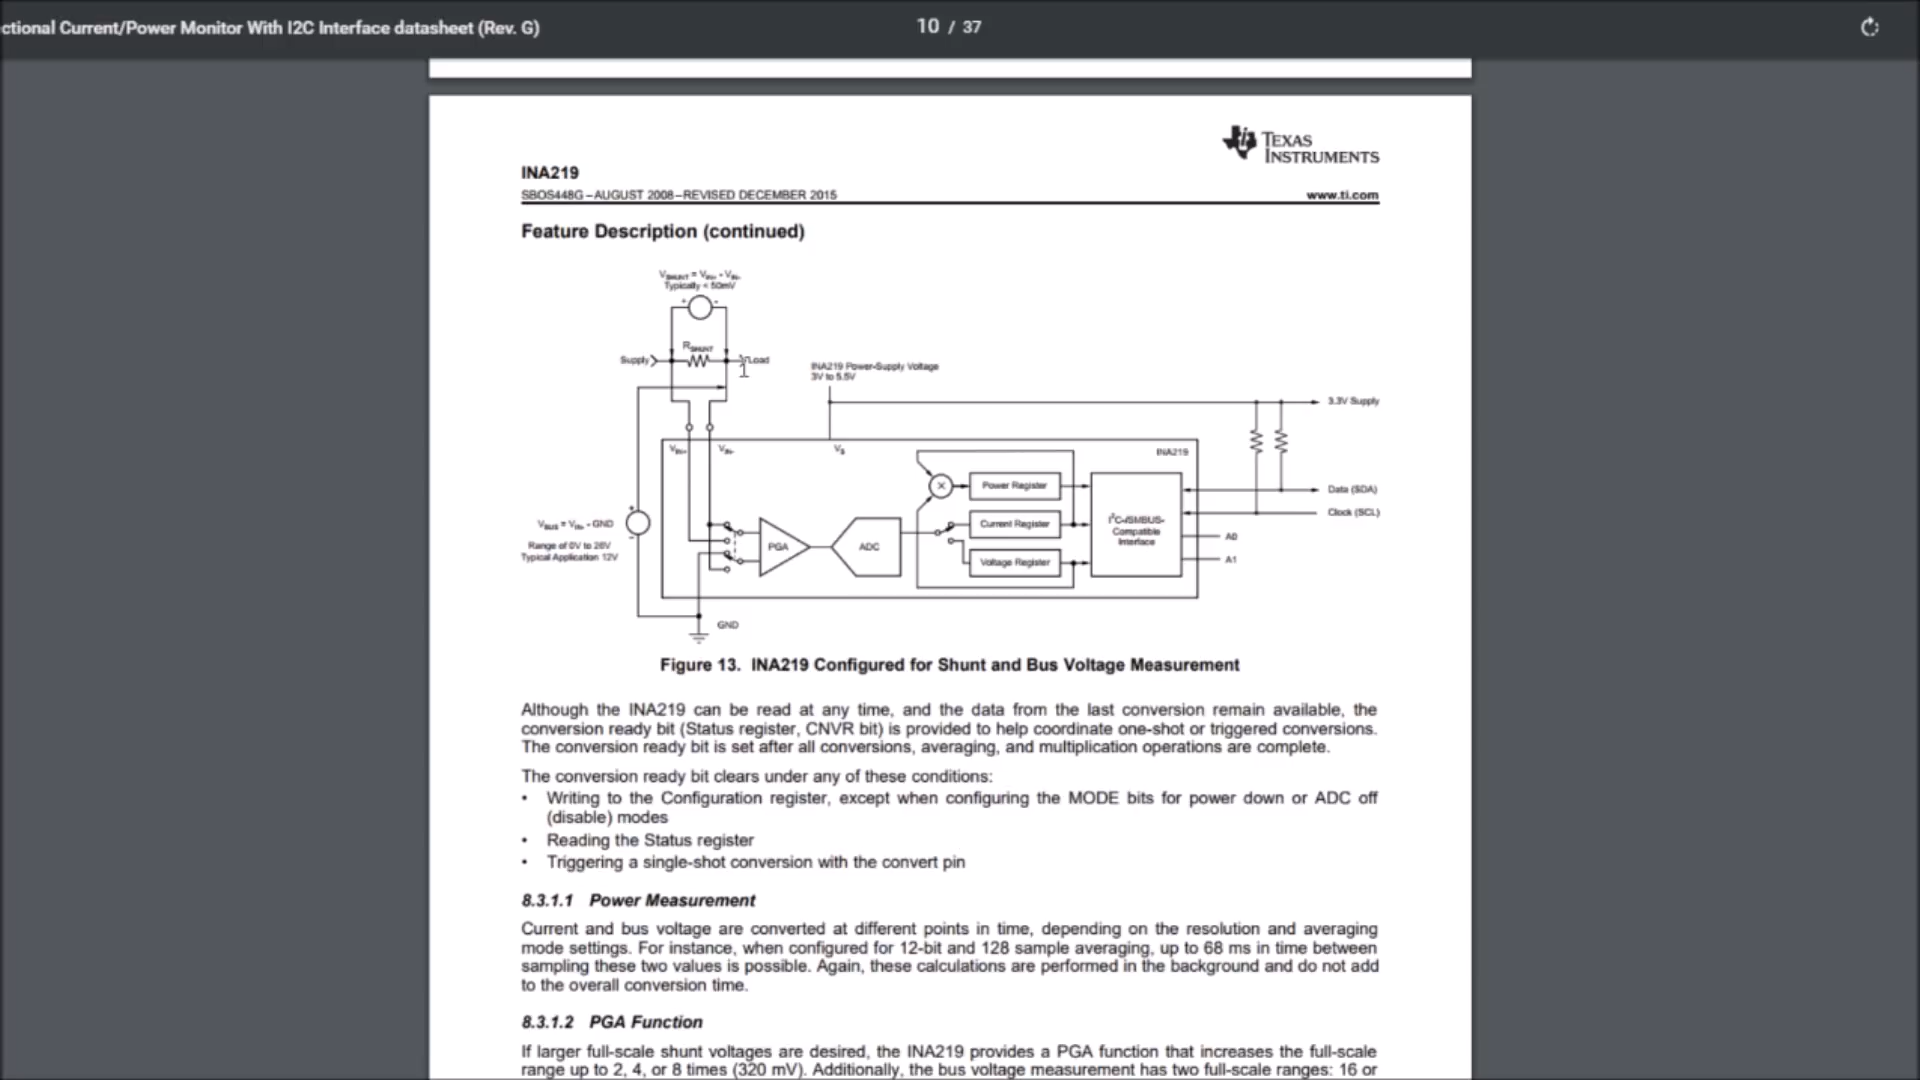 ctional Current/Power Monitor With I2C Interface datasheet (Rev. G)
10 / 37
TEXAS
INSTRUMENTS
INA219
SBOS448G –AUGUST 2008–REVISED DECEMBER 2015
www.ti.com
Feature Description (continued)
VSHUNT = VIN+ - VIN-
Typically < 50mV
RSHUNT
Supply
Load
INA219 Power-Supply Voltage
3V to 5.5V
3.3V Supply
VIN+
VIN-
VS
INA219
Power Register
Data (SDA)
Clock (SCL)
VBUS = VIN- - GND
Range of 0V to 26V
Typical Application 12V
+
-
PGA
ADC
×
Current Register
Voltage Register
I2C-/SMBUS-
Compatible
Interface
A0
A1
GND
Figure 13. INA219 Configured for Shunt and Bus Voltage Measurement
Although the INA219 can be read at any time, and the data from the last conversion remain available, the
conversion ready bit (Status register, CNVR bit) is provided to help coordinate one-shot or triggered conversions.
The conversion ready bit is set after all conversions, averaging, and multiplication operations are complete.
The conversion ready bit clears under any of these conditions:
• Writing to the Configuration register, except when configuring the MODE bits for power down or ADC off
(disable) modes
• Reading the Status register
• Triggering a single-shot conversion with the convert pin
8.3.1.1 Power Measurement
Current and bus voltage are converted at different points in time, depending on the resolution and averaging
mode settings. For instance, when configured for 12-bit and 128 sample averaging, up to 68 ms in time between
sampling these two values is possible. Again, these calculations are performed in the background and do not add
to the overall conversion time.
8.3.1.2 PGA Function
If larger full-scale shunt voltages are desired, the INA219 provides a PGA function that increases the full-scale
range up to 2, 4, or 8 times (320 mV). Additionally, the bus voltage measurement has two full-scale ranges: 16 or